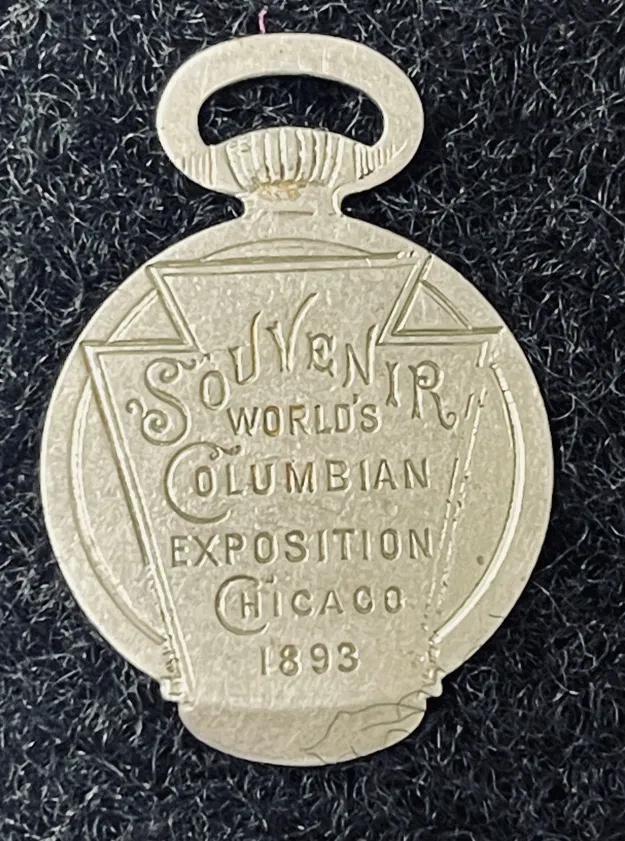 SOUVENIR
WORLD'S
COLUMBIAN
EXPOSITION
CHICAGO
1893